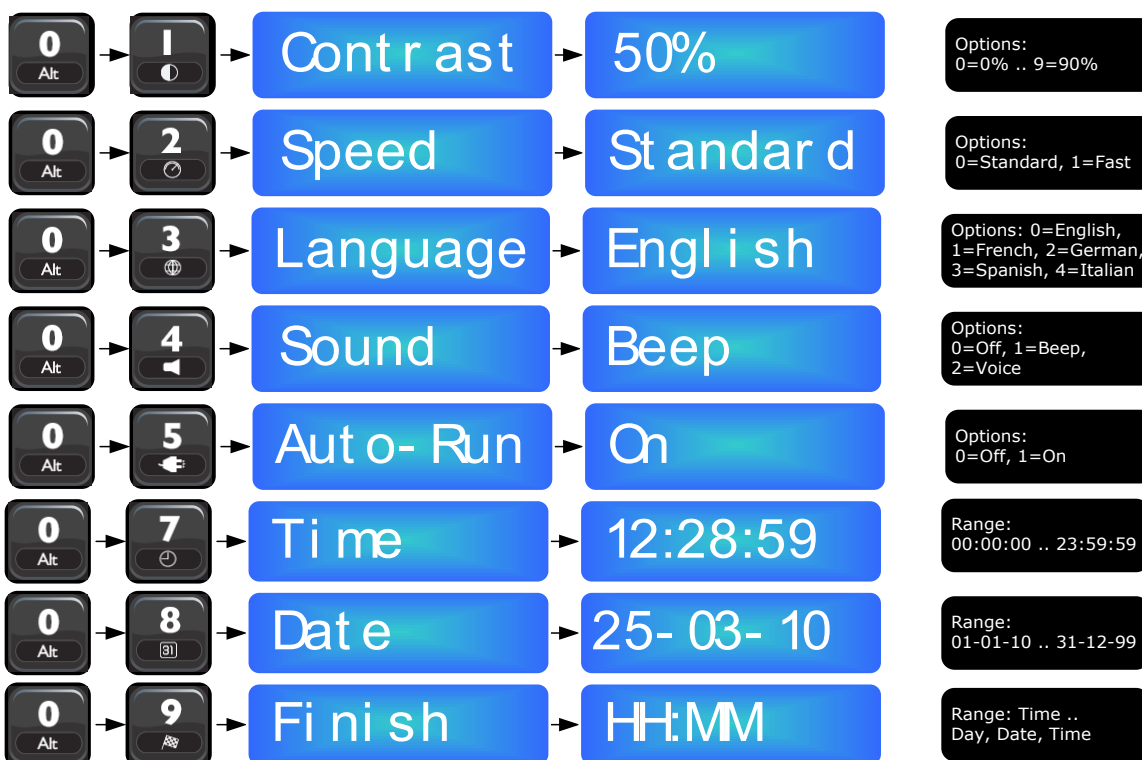 0 1 Contrast 50%
Alt
Options:
0=0% .. 9=90%
0 2 Speed Standard
Alt
Options:
0=Standard, 1=Fast
0 3 Language English
Alt
Options: 0=English,
1=French, 2=German,
3=Spanish, 4=Italian
0 4 Sound Beep
Alt
Options:
0=Off, 1=Beep,
2=Voice
0 5 Auto-Run On
Alt
Options:
0=Off, 1=On
0 7 Time 12:28:59
Alt
Range:
00:00:00 .. 23:59:59
0 8 Date 25-03-10
Alt 31
Range:
01-01-10 .. 31-12-99
0 9 Finish HH:MM
Alt
Range: Time ..
Day, Date, Time